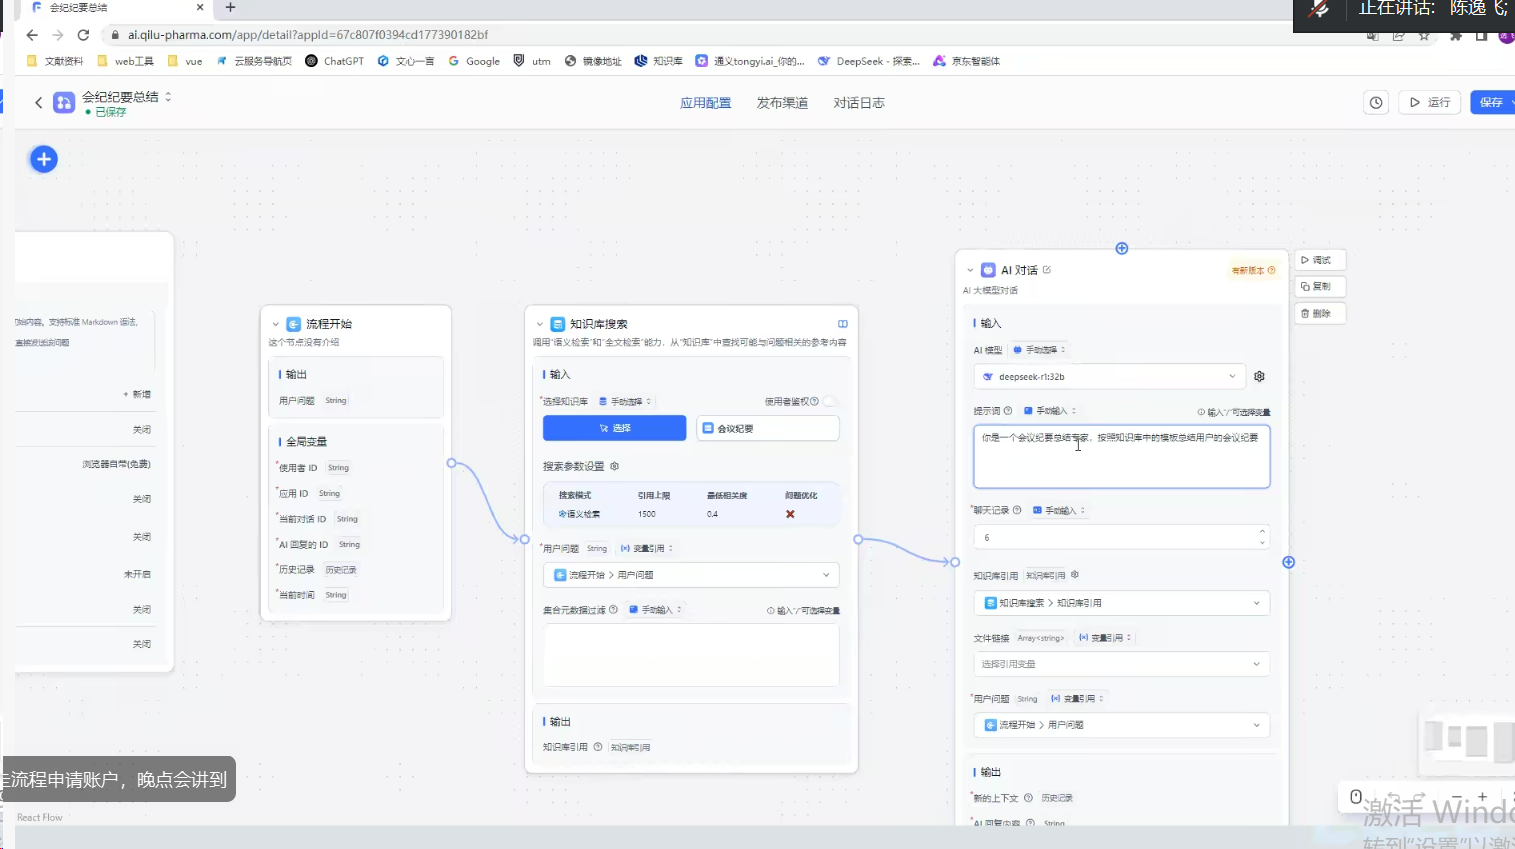 会纪纪要总结
正在讲话: 陈逸飞;
ai.qilu-pharma.com/app/detail?appId=67c807f0394cd177390182bf
文献资料 web工具 vue 云服务导航页 ChatGPT 文心一言 Google utm 镜像地址 知识库 通义tongyi.ai_你的... DeepSeek - 探索... 京东智能体
会纪纪要总结
已保存
应用配置 发布渠道 对话日志
运行 保存
始内容。支持标准 Markdown 语法,
直接发送该问题
+ 新增
关闭
浏览器自带(免费)
关闭
关闭
未开启
关闭
关闭
流程开始
这个节点没有介绍
输出
用户问题 String
全局变量
*使用者 ID String
*应用 ID String
*当前对话 ID String
*AI 回复的 ID String
*历史记录 历史记录
*当前时间 String
知识库搜索
调用“语义检索”和“全文检索”能力，从“知识库”中查找可能与问题相关的参考内容
输入
*选择知识库 手动选择 使用者鉴权
选择 会议纪要
搜索参数设置
搜索模式 引用上限 最低相关度 问题优化
语义检索 1500 0.4
*用户问题 String 变量引用
流程开始 > 用户问题
集合元数据过滤 手动输入 输入“/”可选择变量
输出
知识库引用 知识库引用
AI 对话 有新版本
AI 大模型对话
输入
AI 模型 手动选择
deepseek-r1:32b
提示词 手动输入 输入“/”可选择变量
你是一个会议纪要总结专家，按照知识库中的模板总结用户的会议纪要
*聊天记录 手动输入
6
知识库引用 知识库引用
知识库搜索 > 知识库引用
文件链接 Array<string> 变量引用
选择引用变量
*用户问题 String 变量引用
流程开始 > 用户问题
输出
*新的上下文 历史记录
*AI 回复内容 String
调试
复制
删除
走流程申请账户，晚点会讲到
React Flow
激活 Windo
转到“设置”以激